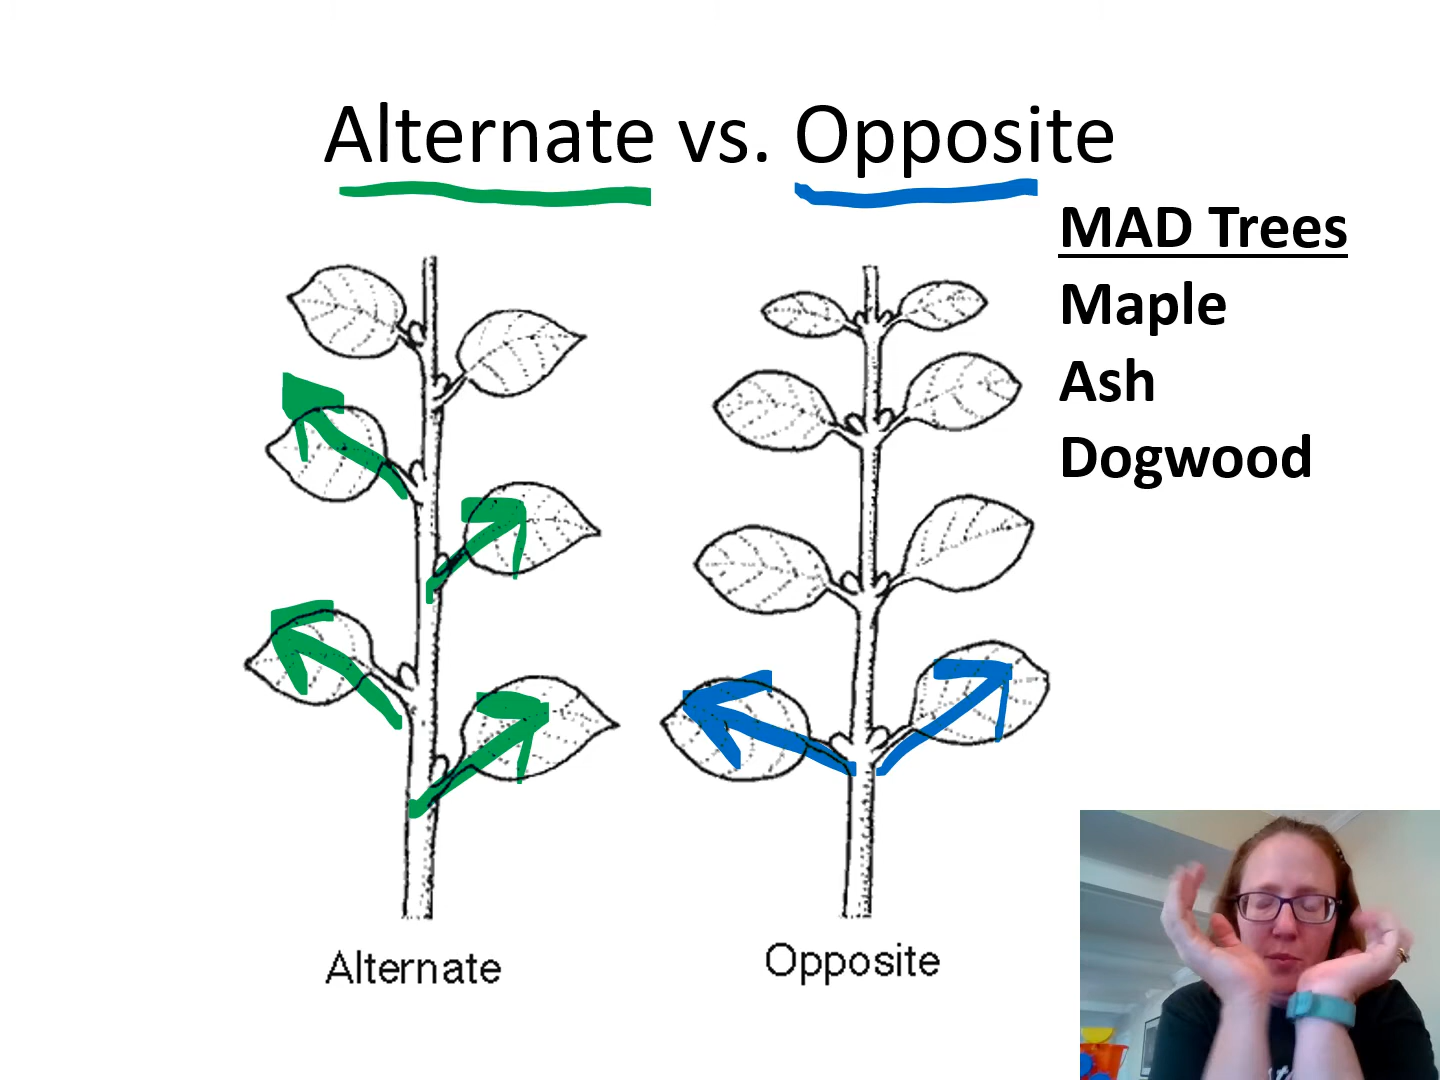 Alternate vs. Opposite
MAD Trees
Maple
Ash
Dogwood
Alternate
Opposite